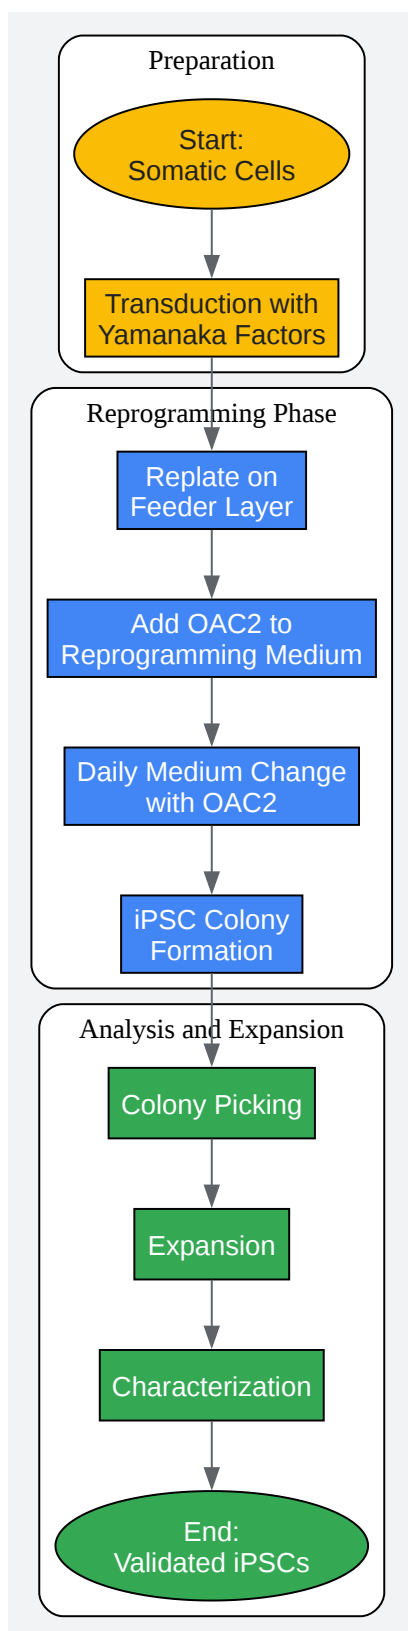 Preparation
Start:
Somatic Cells
Transduction with
Yamanaka Factors
Reprogramming Phase
Replate on
Feeder Layer
Add OAC2 to
Reprogramming Medium
Daily Medium Change
with OAC2
iPSC Colony
Formation
Analysis and Expansion
Colony Picking
Expansion
Characterization
End:
Validated iPSCs